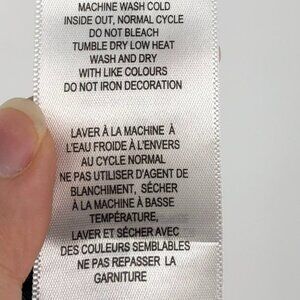 MACHINE WASH COLD
INSIDE OUT, NORMAL CYCLE
DO NOT BLEACH
TUMBLE DRY LOW HEAT
WASH AND DRY
WITH LIKE COLOURS
DO NOT IRON DECORATION
LAVER À LA MACHINE À
L'EAU FROIDE À L'ENVERS
AU CYCLE NORMAL
NE PAS UTILISER D'AGENT DE
BLANCHIMENT, SÉCHER
À LA MACHINE À BASSE
TEMPÉRATURE,
LAVER ET SÉCHER AVEC
DES COULEURS SEMBLABLES
NE PAS REPASSER LA
GARNITURE